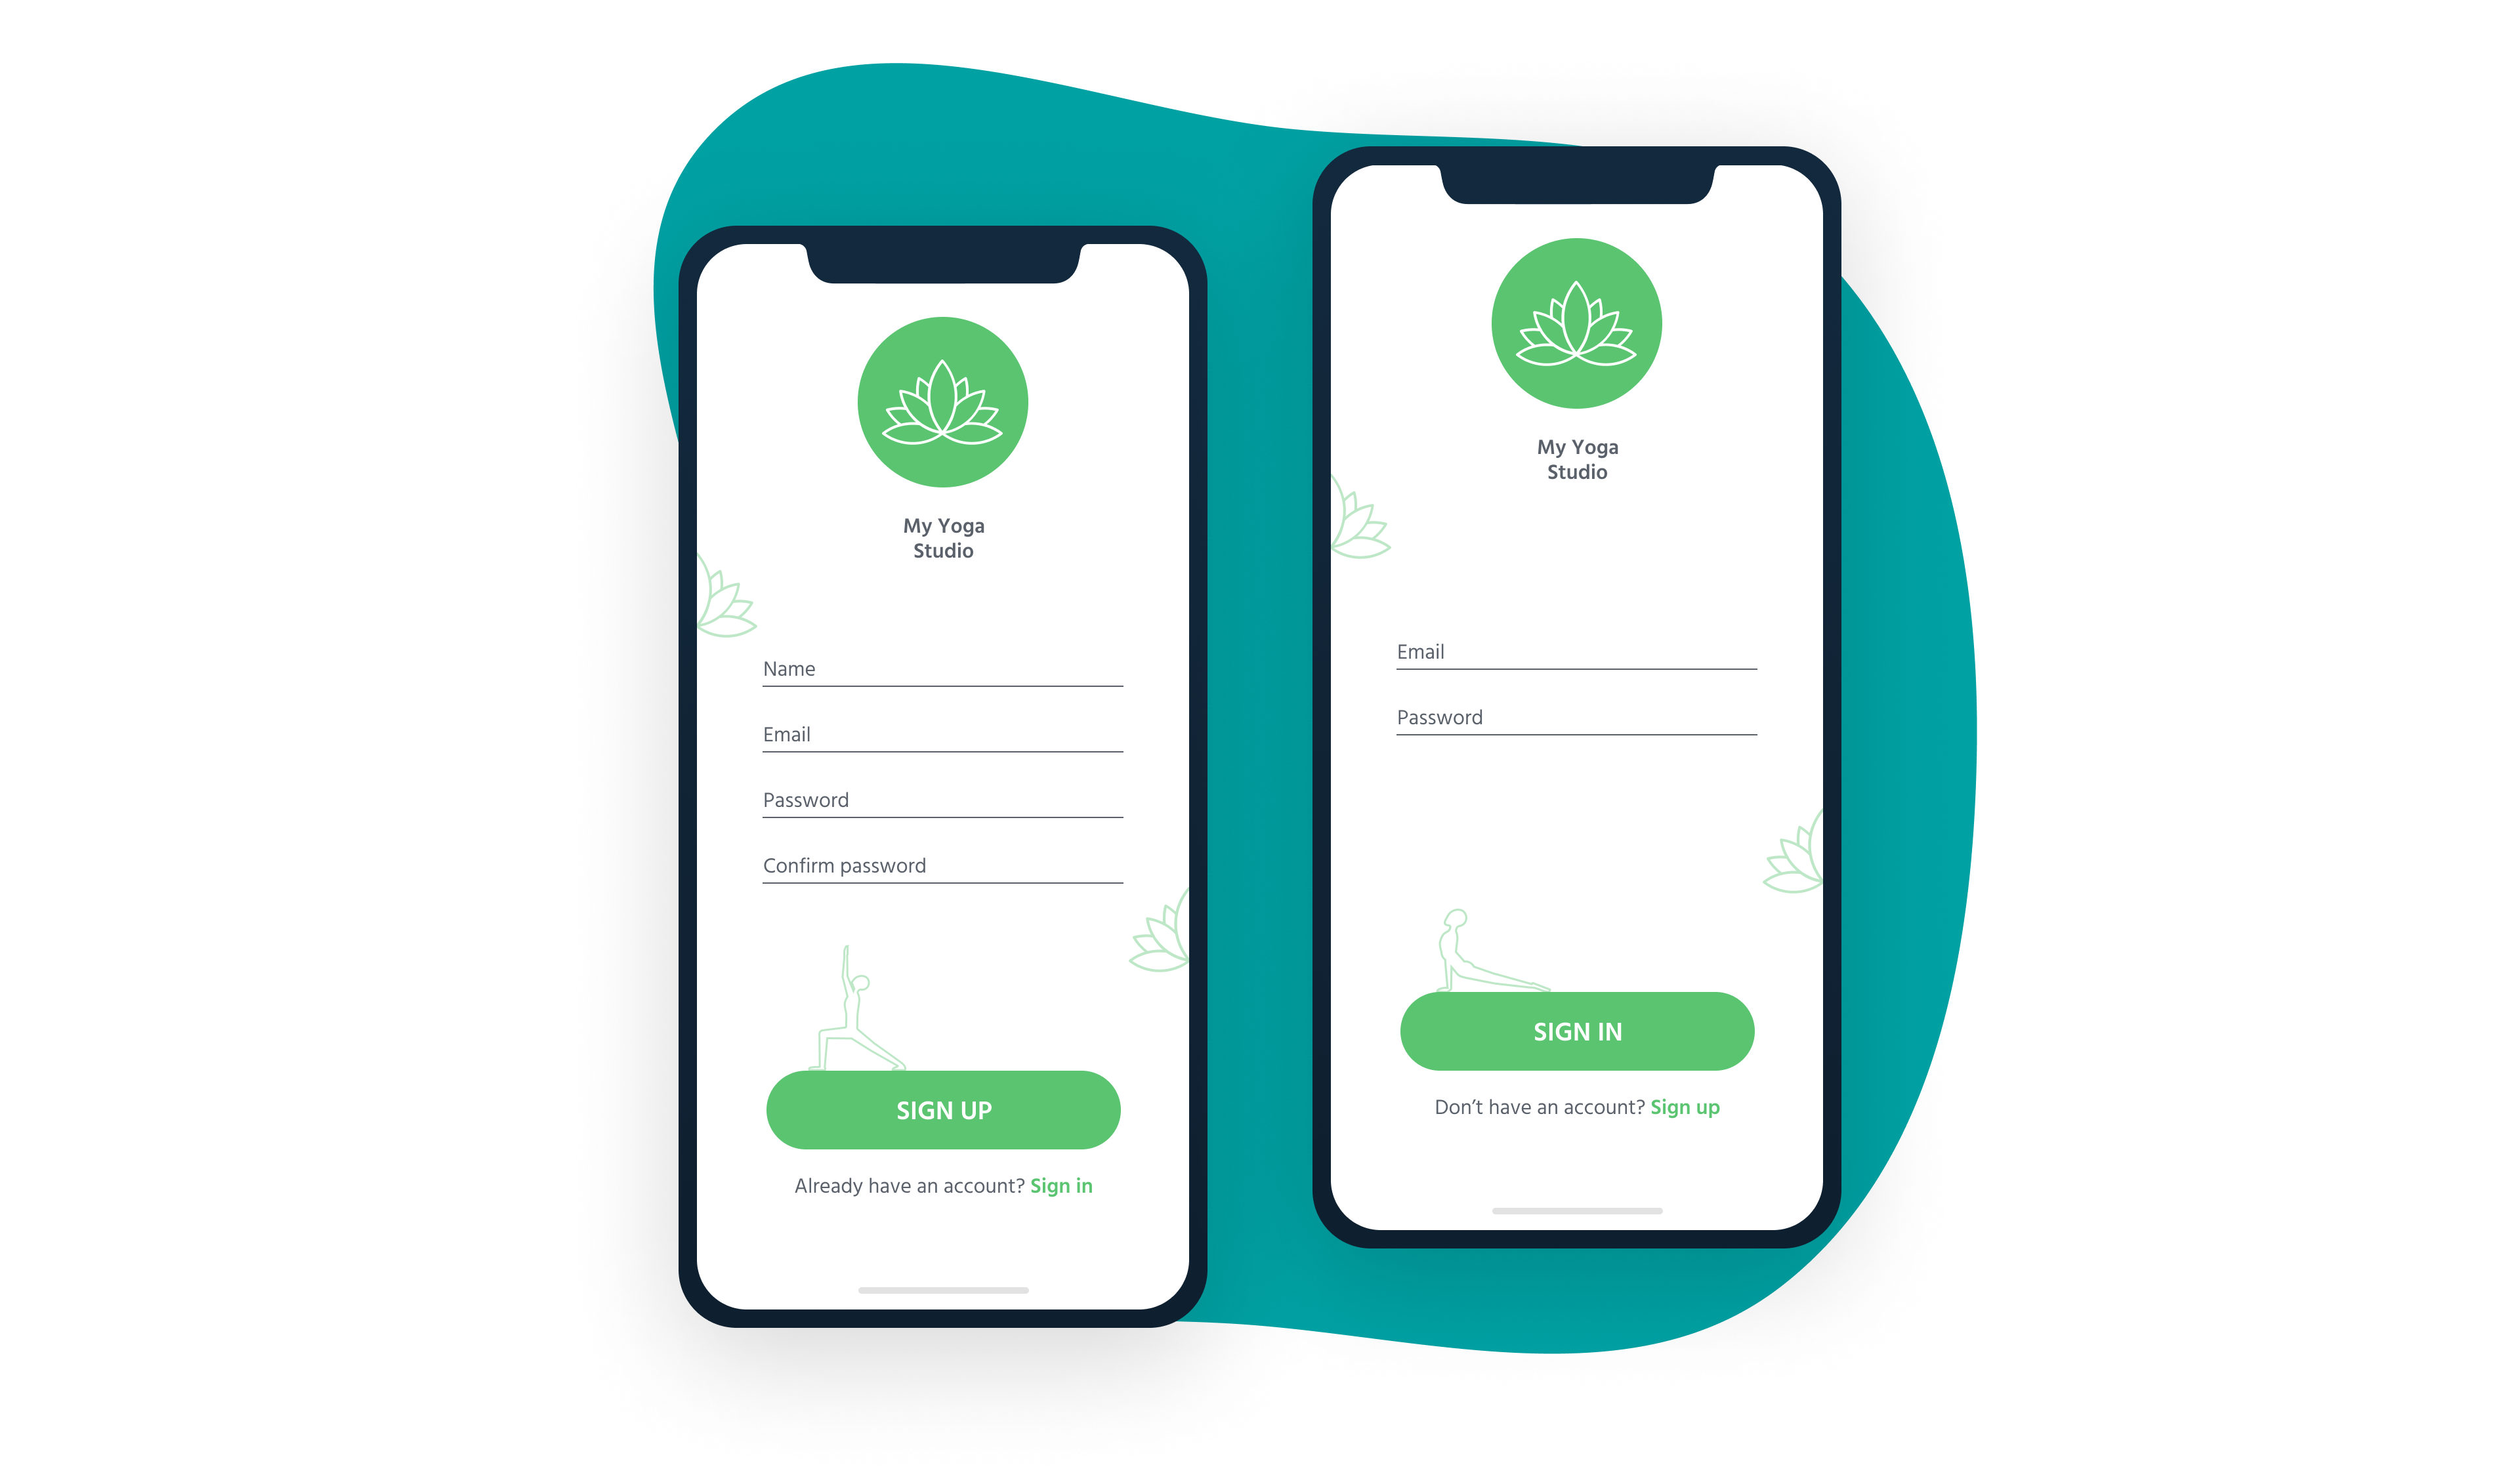 My Yoga
Studio
Name
Email
Password
Confirm password
SIGN UP
Already have an account? Sign in
My Yoga
Studio
Email
Password
SIGN IN
Don’t have an account? Sign up